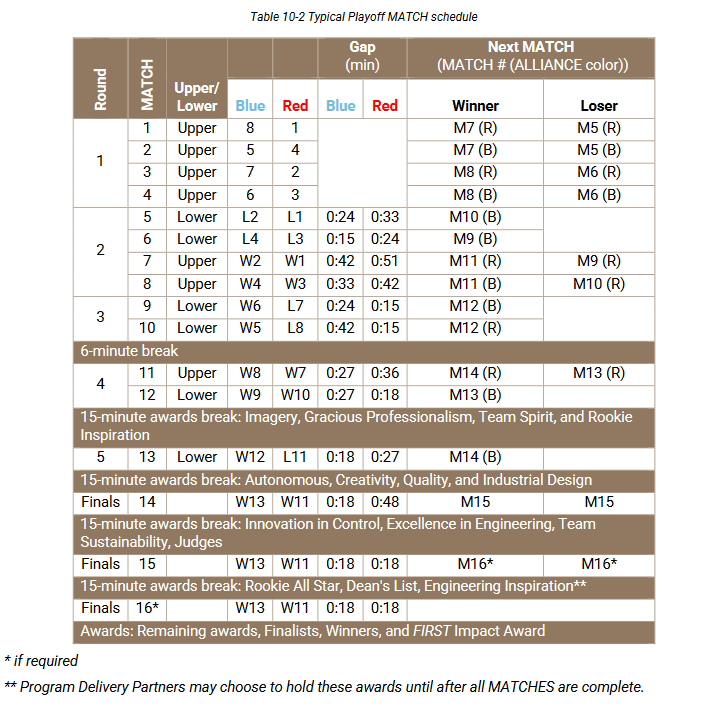 Table 10-2 Typical Playoff MATCH schedule
Round MATCH Upper/ Lower Blue Red Gap (min) Blue Red Next MATCH (MATCH # (ALLIANCE color)) Winner Loser
1 1 Upper 8 1 M7 (R) M5 (R)
2 Upper 5 4 M7 (B) M5 (B)
3 Upper 7 2 M8 (R) M6 (R)
4 Upper 6 3 M8 (B) M6 (B)
2 5 Lower L2 L1 0:24 0:33 M10 (B)
6 Lower L4 L3 0:15 0:24 M9 (B)
7 Upper W2 W1 0:42 0:51 M11 (R) M9 (R)
8 Upper W4 W3 0:33 0:42 M11 (B) M10 (R)
3 9 Lower W6 L7 0:24 0:15 M12 (B)
10 Lower W5 L8 0:42 0:15 M12 (R)
6-minute break
4 11 Upper W8 W7 0:27 0:36 M14 (R) M13 (R)
12 Lower W9 W10 0:27 0:18 M13 (B)
15-minute awards break: Imagery, Gracious Professionalism, Team Spirit, and Rookie
Inspiration
5 13 Lower W12 L11 0:18 0:27 M14 (B)
15-minute awards break: Autonomous, Creativity, Quality, and Industrial Design
Finals 14 W13 W11 0:18 0:48 M15 M15
15-minute awards break: Innovation in Control, Excellence in Engineering, Team
Sustainability, Judges
Finals 15 W13 W11 0:18 0:18 M16* M16*
15-minute awards break: Rookie All Star, Dean's List, Engineering Inspiration**
Finals 16* W13 W11 0:18 0:18
Awards: Remaining awards, Finalists, Winners, and FIRST Impact Award
* if required
** Program Delivery Partners may choose to hold these awards until after all MATCHES are complete.